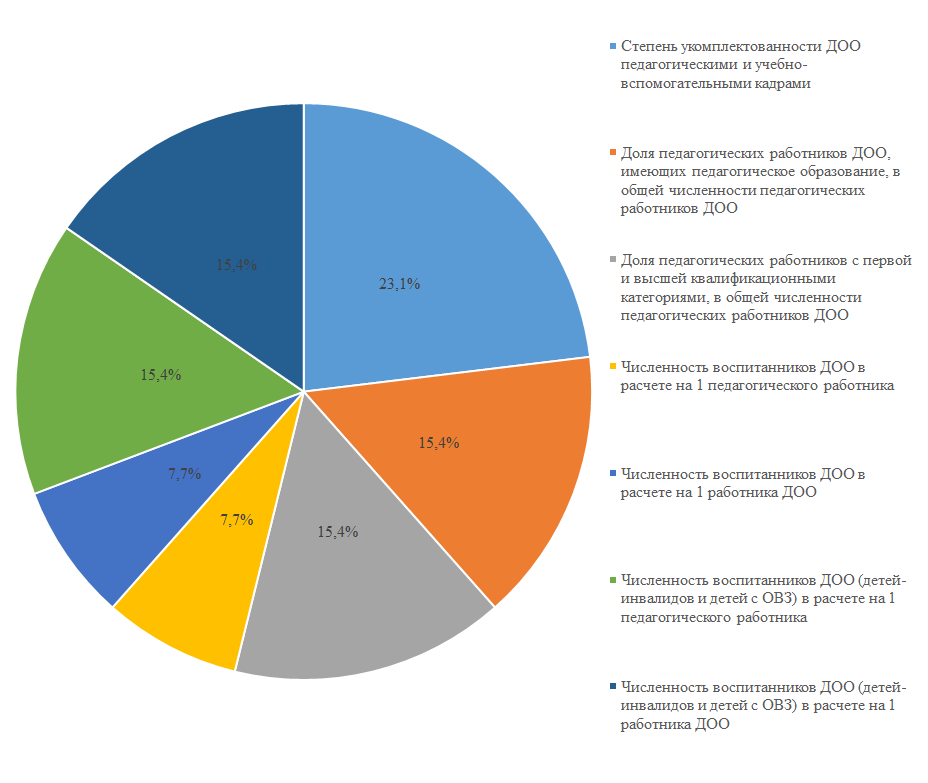 Степень укомплектованности ДОО
педагогическими и учебно-
вспомогательными кадрами
Доля педагогических работников ДОО,
имеющих педагогическое образование, в
общей численности педагогических
работников ДОО
Доля педагогических работников с первой
и высшей квалификационными
категориями, в общей численности
педагогических работников ДОО
Численность воспитанников ДОО в
расчете на 1 педагогического работника
Численность воспитанников ДОО в
расчете на 1 работника ДОО
Численность воспитанников ДОО (детей-
инвалидов и детей с ОВЗ) в расчете на 1
педагогического работника
Численность воспитанников ДОО (детей-
инвалидов и детей с ОВЗ) в расчете на 1
работника ДОО
23,1%
15,4%
15,4%
7,7%
7,7%
15,4%
15,4%